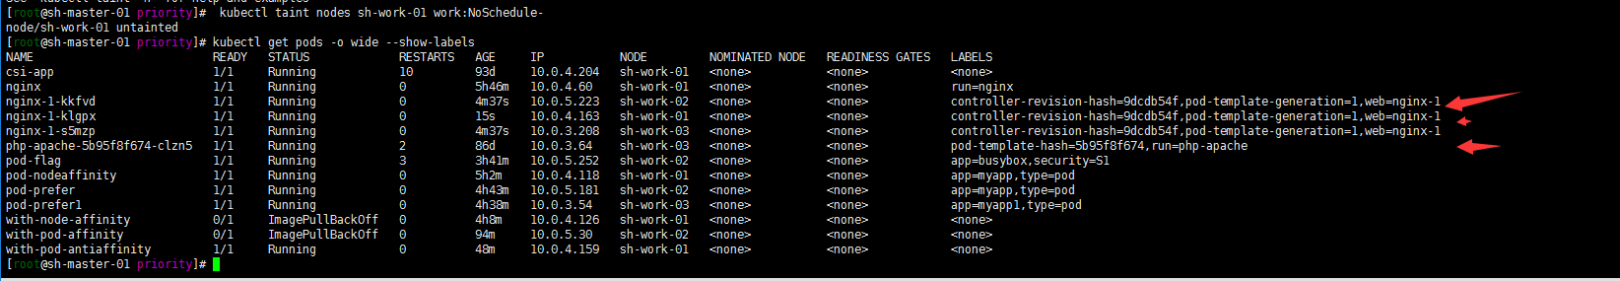 [root@sh-master-01 priority]#  kubectl taint nodes sh-work-01 work:NoSchedule-
node/sh-work-01 untainted
[root@sh-master-01 priority]# kubectl get pods -o wide --show-labels
NAME READY STATUS RESTARTS AGE IP NODE NOMINATED NODE READINESS GATES LABELS
csi-app 1/1 Running 10 93d 10.0.4.204 sh-work-01 <none> <none> <none>
nginx 1/1 Running 0 5h46m 10.0.4.60 sh-work-01 <none> <none> run=nginx
nginx-1-kkfvd 1/1 Running 0 4m37s 10.0.5.223 sh-work-02 <none> <none> controller-revision-hash=9dcdb54f,pod-template-generation=1,web=nginx-1
nginx-1-klgpx 1/1 Running 0 15s 10.0.4.163 sh-work-01 <none> <none> controller-revision-hash=9dcdb54f,pod-template-generation=1,web=nginx-1
nginx-1-s5mzp 1/1 Running 0 4m37s 10.0.3.208 sh-work-03 <none> <none> controller-revision-hash=9dcdb54f,pod-template-generation=1,web=nginx-1
php-apache-5b95f8f674-clzn5 1/1 Running 2 86d 10.0.3.64 sh-work-03 <none> <none> pod-template-hash=5b95f8f674,run=php-apache
pod-flag 1/1 Running 3 3h41m 10.0.5.252 sh-work-02 <none> <none> app=busybox,security=S1
pod-nodeaffinity 1/1 Running 0 5h2m 10.0.4.118 sh-work-01 <none> <none> app=myapp,type=pod
pod-prefer 1/1 Running 0 4h43m 10.0.5.181 sh-work-02 <none> <none> app=myapp,type=pod
pod-prefer1 1/1 Running 0 4h38m 10.0.3.54 sh-work-03 <none> <none> app=myapp1,type=pod
with-node-affinity 0/1 ImagePullBackOff 0 4h8m 10.0.4.126 sh-work-01 <none> <none> <none>
with-pod-affinity 0/1 ImagePullBackOff 0 94m 10.0.5.30 sh-work-02 <none> <none> <none>
with-pod-antiaffinity 1/1 Running 0 48m 10.0.4.159 sh-work-01 <none> <none> <none>
[root@sh-master-01 priority]#